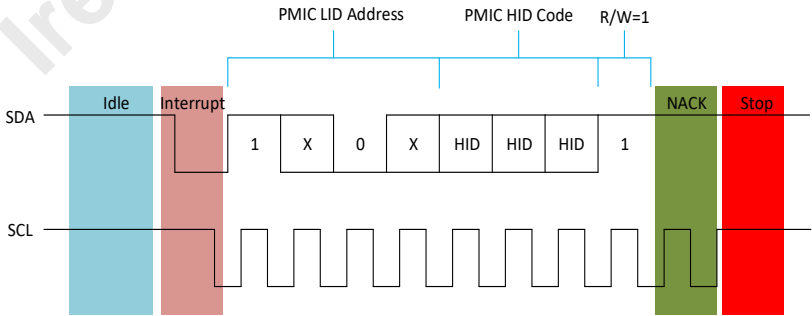 PMIC LID Address PMIC HID Code R/W=1
Idle Interrupt NACK Stop
SDA
1 X 0 X HID HID HID 1
SCL